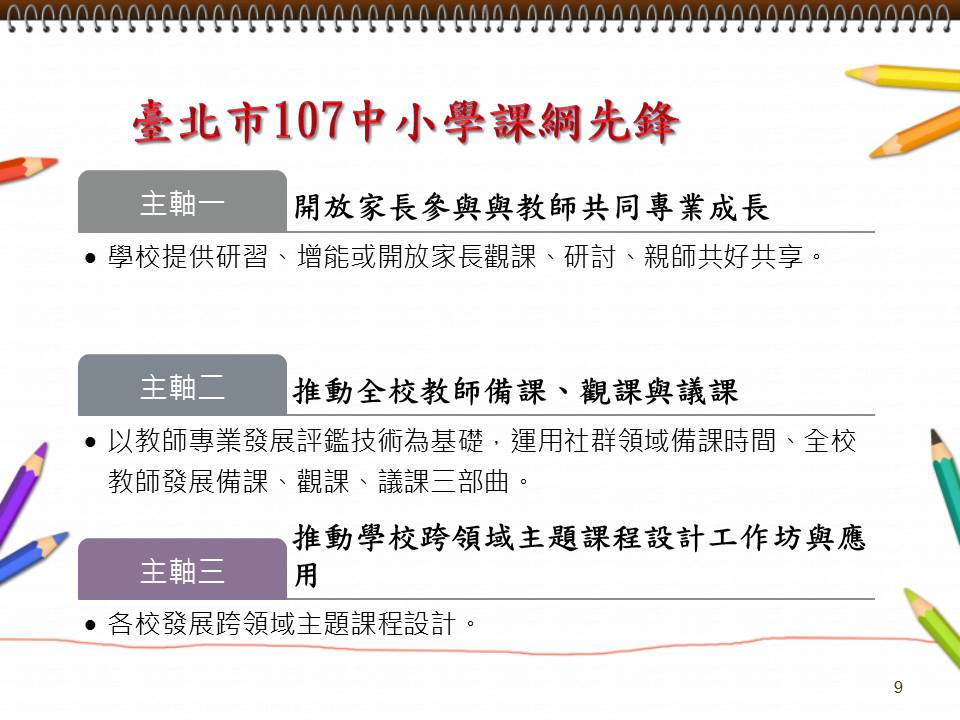 臺北市107中小學課綱先鋒
主軸一
開放家長參與與教師共同專業成長
• 學校提供研習、增能或開放家長觀課、研討、親師共好共享。
主軸二
推動全校教師備課、觀課與議課
• 以教師專業發展評鑑技術為基礎，運用社群領域備課時間、全校
教師發展備課、觀課、議課三部曲。
主軸三
推動學校跨領域主題課程設計工作坊與應
用
• 各校發展跨領域主題課程設計。
9